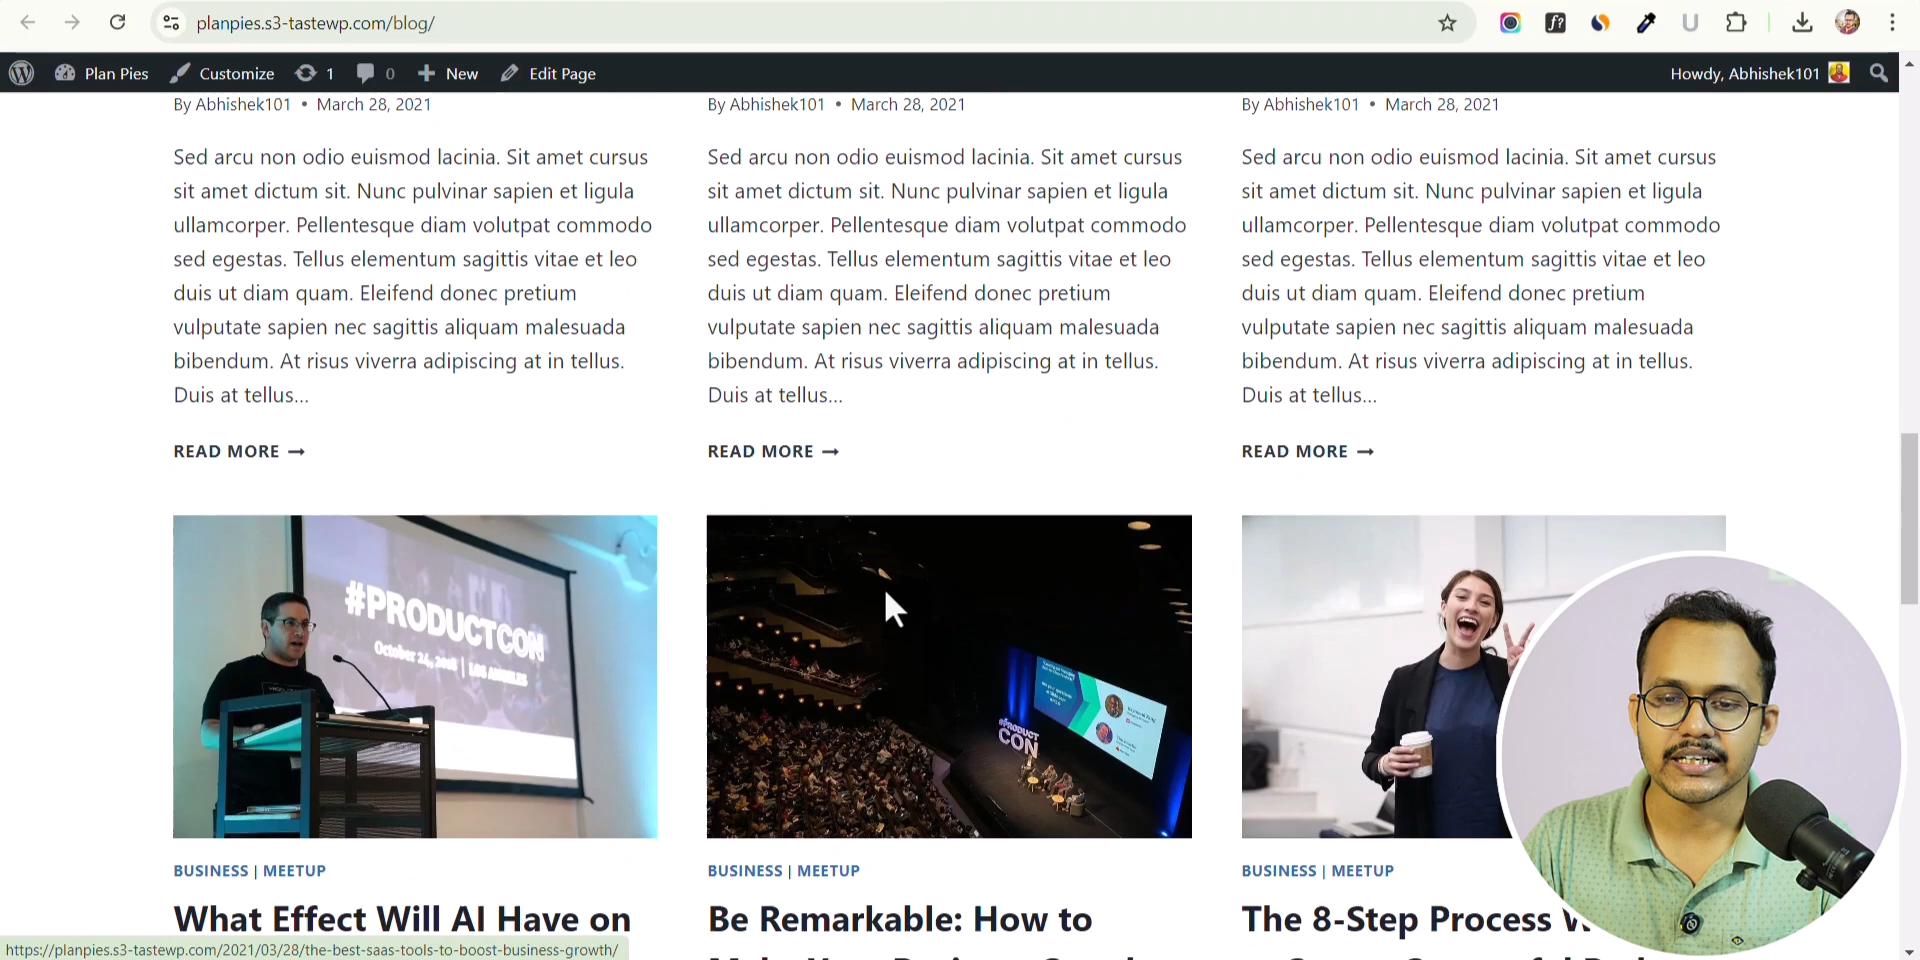 planpies.s3-tastewp.com/blog/
Plan Pies
Customize
1
0
New
Edit Page
Howdy, Abhishek101
By Abhishek101 • March 28, 2021
Sed arcu non odio euismod lacinia. Sit amet cursus
sit amet dictum sit. Nunc pulvinar sapien et ligula
ullamcorper. Pellentesque diam volutpat commodo
sed egestas. Tellus elementum sagittis vitae et leo
duis ut diam quam. Eleifend donec pretium
vulputate sapien nec sagittis aliquam malesuada
bibendum. At risus viverra adipiscing at in tellus.
Duis at tellus...
READ MORE →
By Abhishek101 • March 28, 2021
Sed arcu non odio euismod lacinia. Sit amet cursus
sit amet dictum sit. Nunc pulvinar sapien et ligula
ullamcorper. Pellentesque diam volutpat commodo
sed egestas. Tellus elementum sagittis vitae et leo
duis ut diam quam. Eleifend donec pretium
vulputate sapien nec sagittis aliquam malesuada
bibendum. At risus viverra adipiscing at in tellus.
Duis at tellus...
READ MORE →
By Abhishek101 • March 28, 2021
Sed arcu non odio euismod lacinia. Sit amet cursus
sit amet dictum sit. Nunc pulvinar sapien et ligula
ullamcorper. Pellentesque diam volutpat commodo
sed egestas. Tellus elementum sagittis vitae et leo
duis ut diam quam. Eleifend donec pretium
vulputate sapien nec sagittis aliquam malesuada
bibendum. At risus viverra adipiscing at in tellus.
Duis at tellus...
READ MORE →
#PRODUCTCON
October 24, 2018 | LOS ANGELES
BUSINESS | MEETUP
What Effect Will AI Have on
#PRODUCT
CON
BUSINESS | MEETUP
Be Remarkable: How to
BUSINESS | MEETUP
The 8-Step Process
https://planpies.s3-tastewp.com/2021/03/28/the-best-saas-tools-to-boost-business-growth/